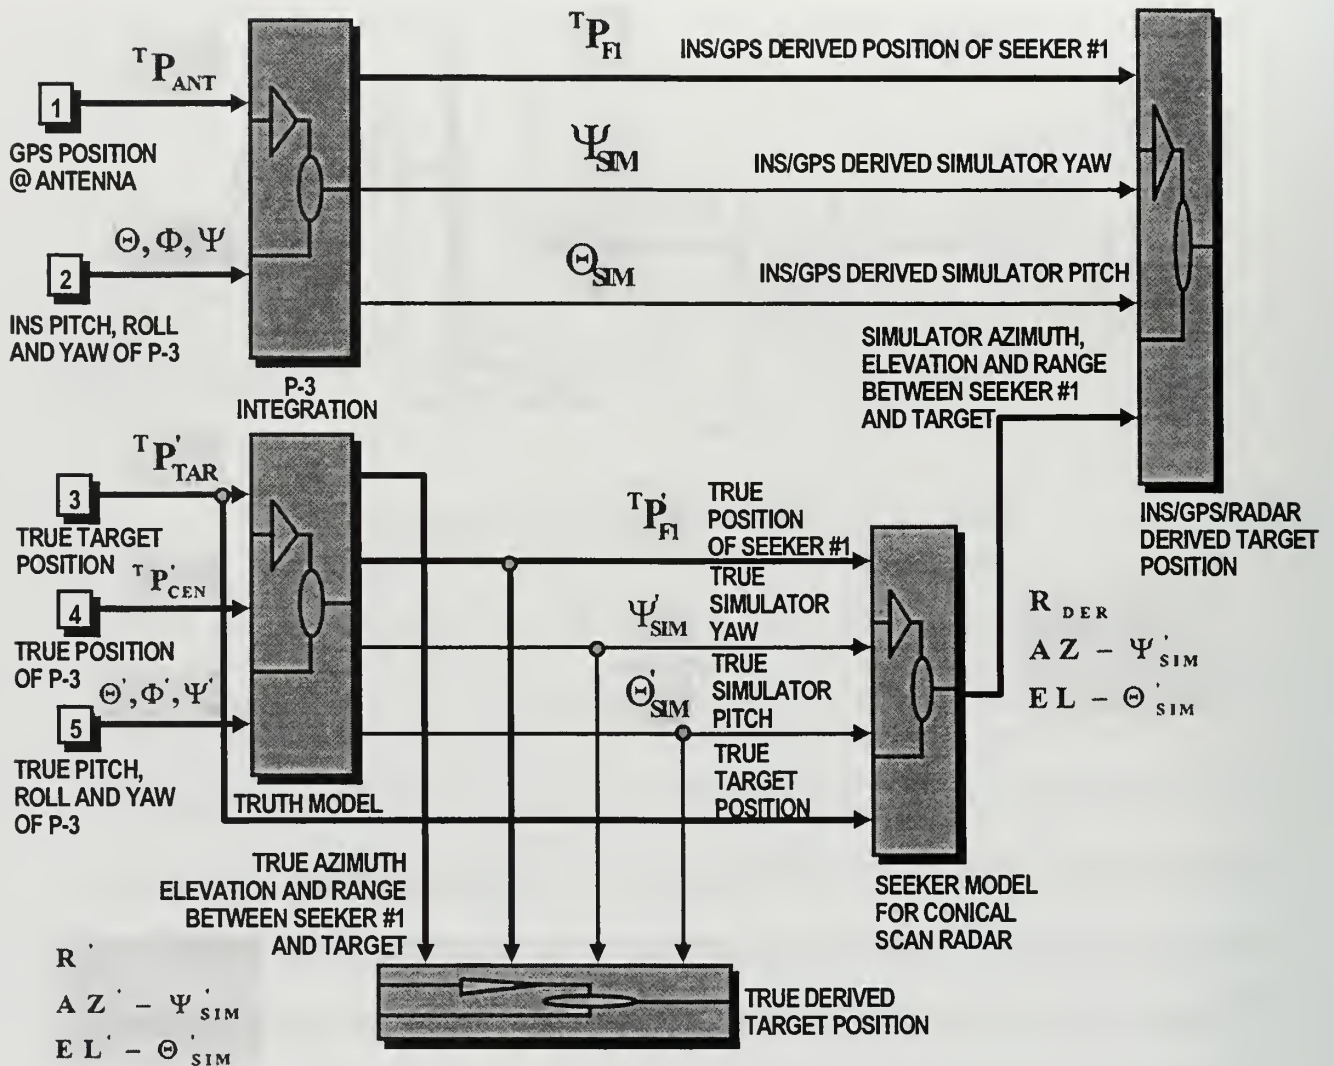 ᵀP_ANT
1
GPS POSITION
@ ANTENNA
Θ, Φ, Ψ
2
INS PITCH, ROLL
AND YAW OF P-3
P-3
INTEGRATION
ᵀP_F1
INS/GPS DERIVED POSITION OF SEEKER #1
Ψ_SIM
INS/GPS DERIVED SIMULATOR YAW
Θ_SIM
INS/GPS DERIVED SIMULATOR PITCH
SIMULATOR AZIMUTH,
ELEVATION AND RANGE
BETWEEN SEEKER #1
AND TARGET
INS/GPS/RADAR
DERIVED TARGET
POSITION
ᵀP'_TAR
3
TRUE TARGET
POSITION
ᵀP'_CEN
4
TRUE POSITION
OF P-3
Θ', Φ', Ψ'
5
TRUE PITCH,
ROLL AND YAW
OF P-3
TRUTH MODEL
ᵀP'_F1
TRUE
POSITION
OF SEEKER #1
Ψ'_SIM
TRUE
SIMULATOR
YAW
Θ'_SIM
TRUE
SIMULATOR
PITCH
TRUE
TARGET
POSITION
R_DER
AZ - Ψ'_SIM
EL - Θ'_SIM
SEEKER MODEL
FOR CONICAL
SCAN RADAR
TRUE AZIMUTH
ELEVATION AND RANGE
BETWEEN SEEKER #1
AND TARGET
R'
AZ' - Ψ'_SIM
EL' - Θ'_SIM
TRUE DERIVED
TARGET POSITION